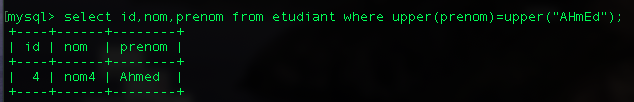 [mysql> select id,nom,prenom from etudiant where upper(prenom)=upper("AHmEd");
+----+------+--------+
| id | nom  | prenom |
+----+------+--------+
|  4 | nom4 | Ahmed  |
+----+------+--------+